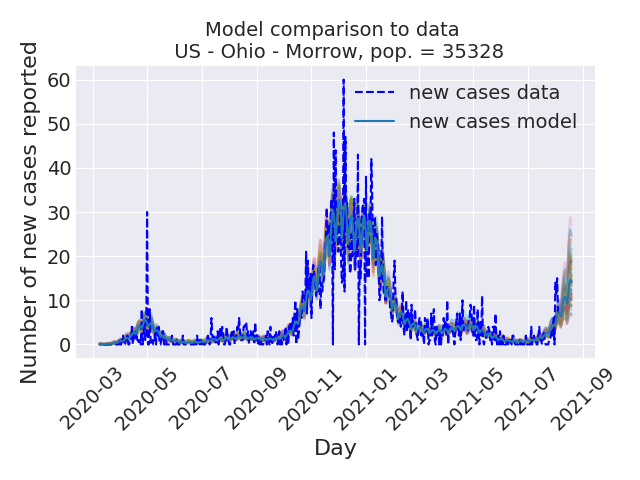 Model comparison to data
US - Ohio - Morrow, pop. = 35328
Number of new cases reported
60
50
40
30
20
10
0
new cases data
new cases model
2020-03
2020-05
2020-07
2020-09
2020-11
2021-01
2021-03
2021-05
2021-07
2021-09
Day